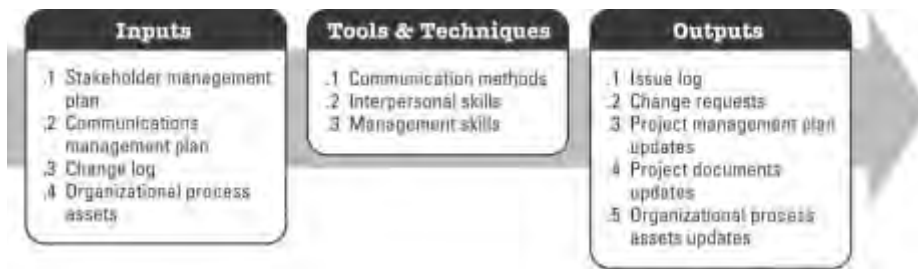 Inputs
.1 Stakeholder management
plan
.2 Communications
management plan
.3 Change log
.4 Organizational process
assets
Tools & Techniques
.1 Communication methods
.2 Interpersonal skills
.3 Management skills
Outputs
.1 Issue log
.2 Change requests
.3 Project management plan
updates
.4 Project documents
updates
.5 Organizational process
assets updates